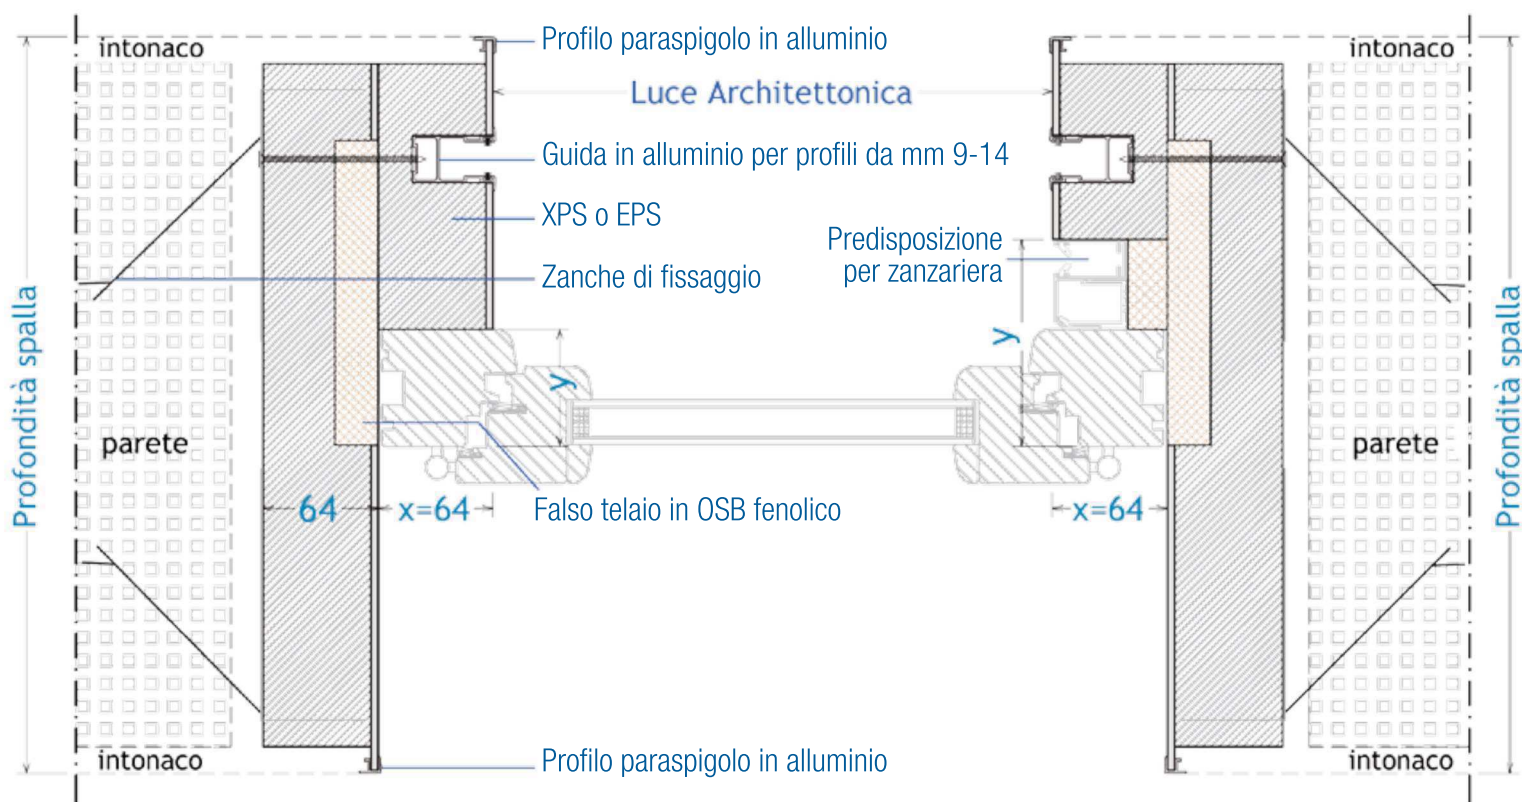 intonaco
Profilo paraspigolo in alluminio
intonaco
Luce Architettonica
Guida in alluminio per profili da mm 9-14
XPS o EPS
Predisposizione
per zanzariera
Zanche di fissaggio
Profondità spalla
y
y
Profondità spalla
parete
parete
64
x=64
Falso telaio in OSB fenolico
x=64
intonaco
Profilo paraspigolo in alluminio
intonaco